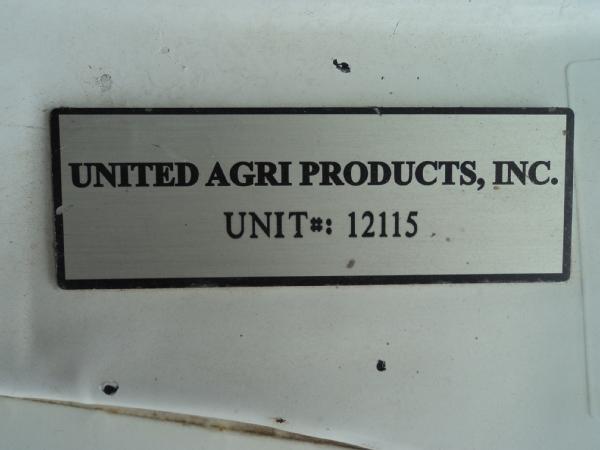 UNITED AGRI PRODUCTS, INC.
UNIT#: 12115